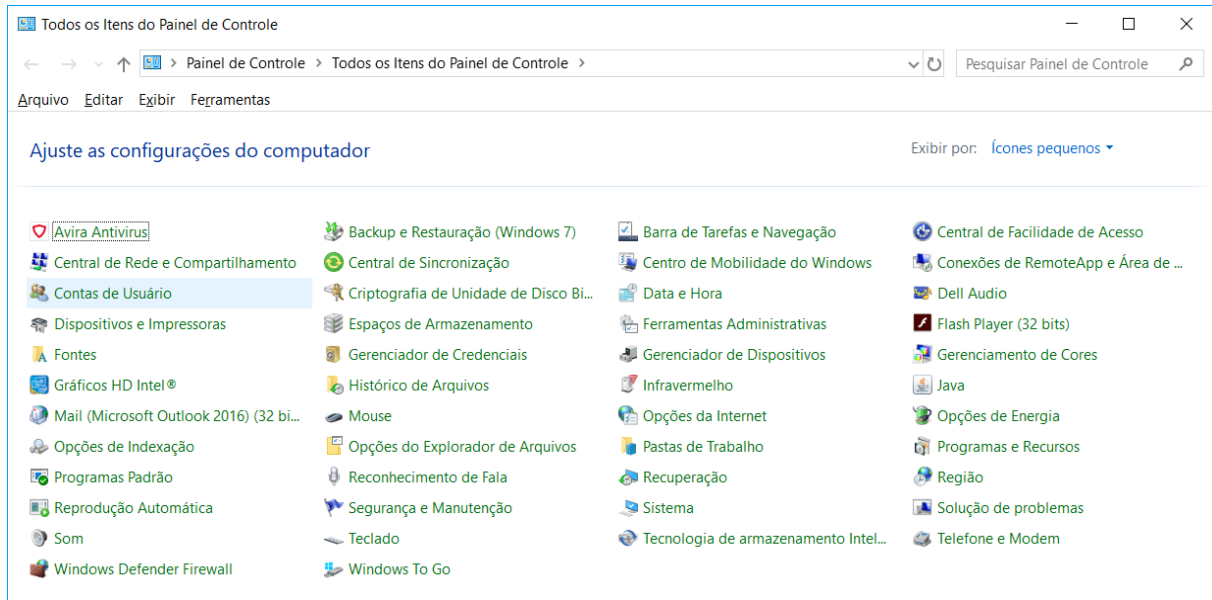 Todos os Itens do Painel de Controle
Painel de Controle > Todos os Itens do Painel de Controle >
Pesquisar Painel de Controle
Arquivo Editar Exibir Ferramentas
Ajuste as configurações do computador
Exibir por: Ícones pequenos
Avira Antivirus Backup e Restauração (Windows 7) Barra de Tarefas e Navegação Central de Facilidade de Acesso
Central de Rede e Compartilhamento Central de Sincronização Centro de Mobilidade do Windows Conexões de RemoteApp e Área de ...
Contas de Usuário Criptografia de Unidade de Disco Bi... Data e Hora Dell Audio
Dispositivos e Impressoras Espaços de Armazenamento Ferramentas Administrativas Flash Player (32 bits)
Fontes Gerenciador de Credenciais Gerenciador de Dispositivos Gerenciamento de Cores
Gráficos HD Intel® Histórico de Arquivos Infravermelho Java
Mail (Microsoft Outlook 2016) (32 bi... Mouse Opções da Internet Opções de Energia
Opções de Indexação Opções do Explorador de Arquivos Pastas de Trabalho Programas e Recursos
Programas Padrão Reconhecimento de Fala Recuperação Região
Reprodução Automática Segurança e Manutenção Sistema Solução de problemas
Som Teclado Tecnologia de armazenamento Intel... Telefone e Modem
Windows Defender Firewall Windows To Go